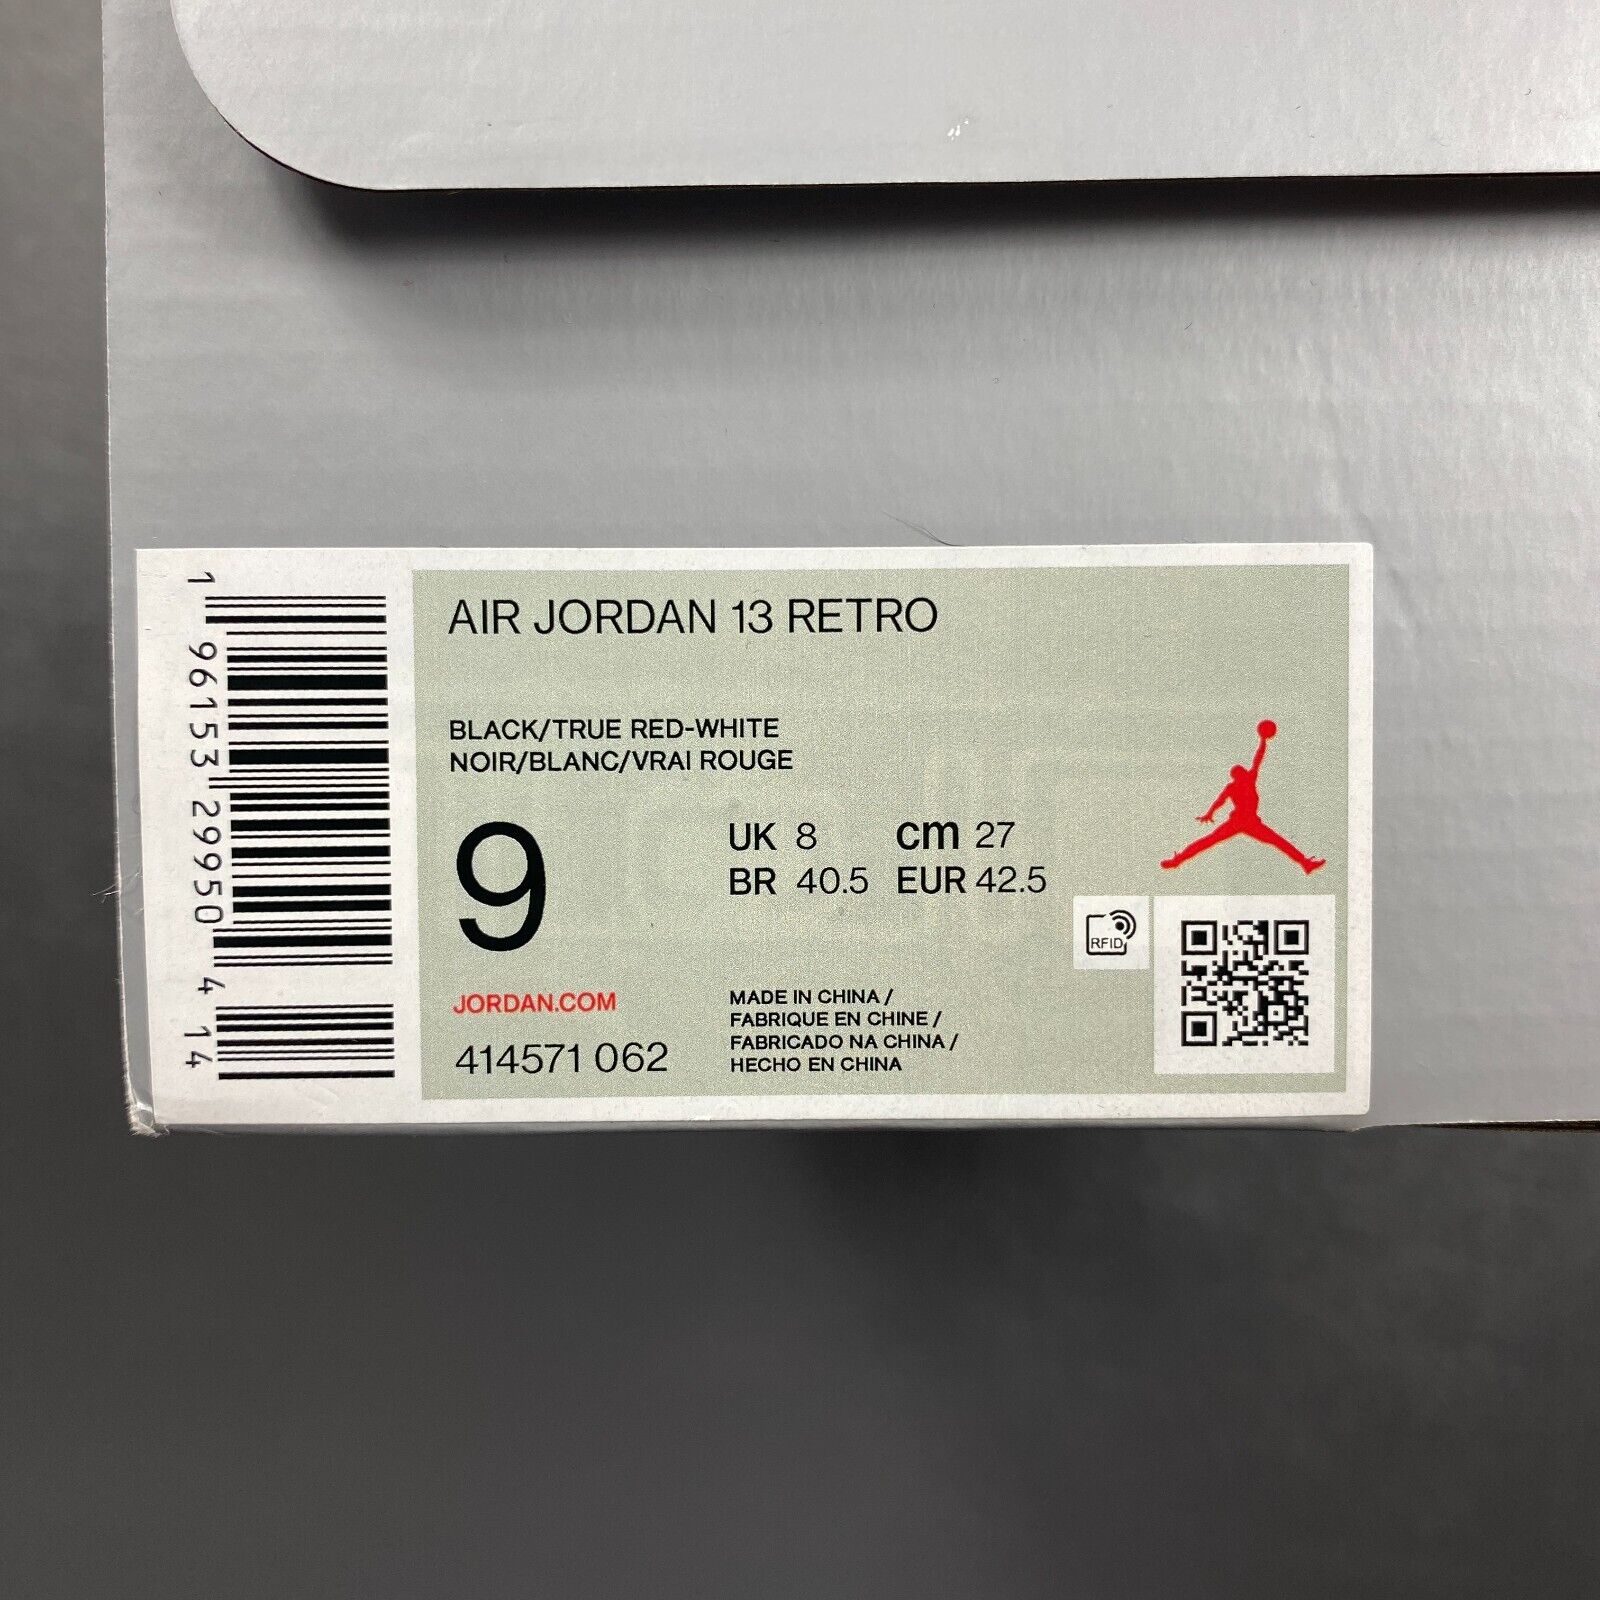 AIR JORDAN 13 RETRO
BLACK/TRUE RED-WHITE
NOIR/BLANC/VRAI ROUGE
9
UK 8 cm 27
BR 40.5 EUR 42.5
RFID
JORDAN.COM
414571 062
MADE IN CHINA /
FABRIQUE EN CHINE /
FABRICADO NA CHINA /
HECHO EN CHINA
1 96153 29950 4 14